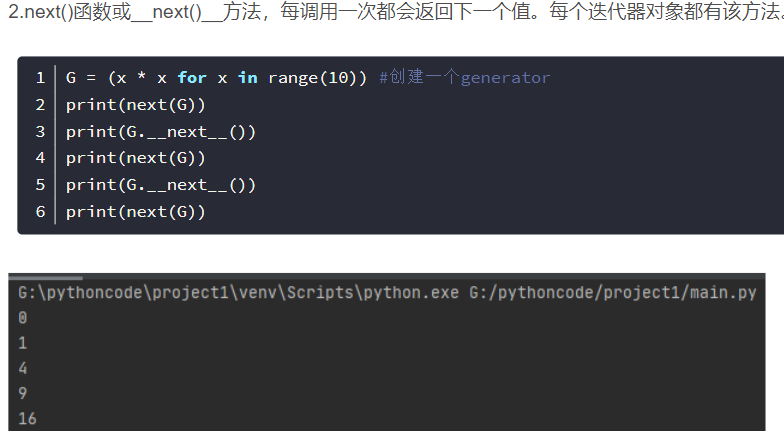 2.next()函数或__next()__方法，每调用一次都会返回下一个值。每个迭代器对象都有该方法.
1 G = (x * x for x in range(10)) #创建一个generator
2 print(next(G))
3 print(G.__next__())
4 print(next(G))
5 print(G.__next__())
6 print(next(G))
G:\pythoncode\project1\venv\Scripts\python.exe G:/pythoncode/project1/main.py
0
1
4
9
16